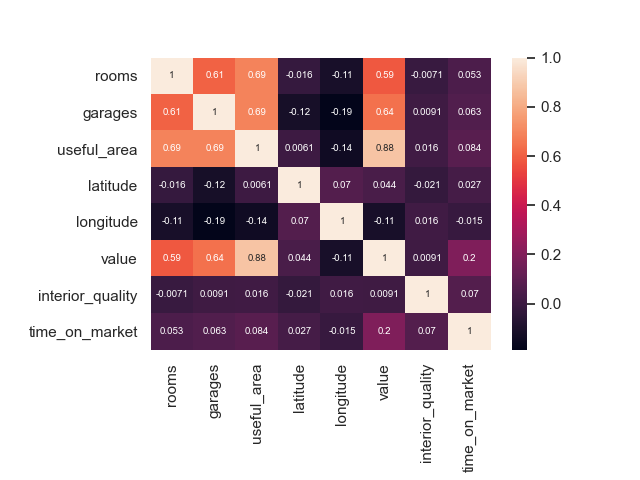 rooms 1 0.61 0.69 -0.016 -0.11 0.59 -0.0071 0.053
garages 0.61 1 0.69 -0.12 -0.19 0.64 0.0091 0.063
useful_area 0.69 0.69 1 0.0061 -0.14 0.88 0.016 0.084
latitude -0.016 -0.12 0.0061 1 0.07 0.044 -0.021 0.027
longitude -0.11 -0.19 -0.14 0.07 1 -0.11 0.016 -0.015
value 0.59 0.64 0.88 0.044 -0.11 1 0.0091 0.2
interior_quality -0.0071 0.0091 0.016 -0.021 0.016 0.0091 1 0.07
time_on_market 0.053 0.063 0.084 0.027 -0.015 0.2 0.07 1
rooms
garages
useful_area
latitude
longitude
value
interior_quality
time_on_market
1.0
0.8
0.6
0.4
0.2
0.0